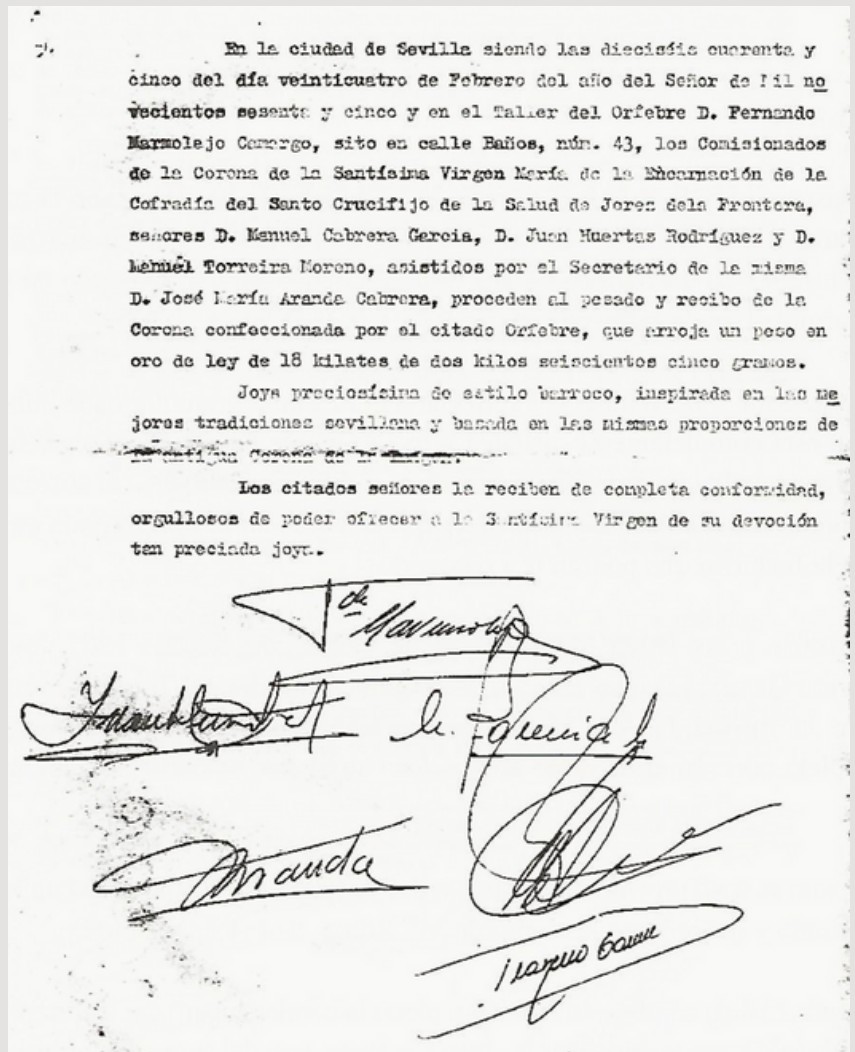 En la ciudad de Sevilla siendo las dieciséis cuarenta y
cinco del día veinticuatro de Febrero del año del Señor de Mil no
vecientos sesenta y cinco y en el Taller del Orfebre D. Fernando
Marmolejo Camargo, sito en calle Baños, núm. 43, los Comisionados
de la Corona de la Santísima Virgen María de la Encarnación de la
Cofradía del Santo Crucifijo de la Salud de Jerez dela Frontera,
señores D. Manuel Cabrera Garcia, D. Juan Huertas Rodríguez y D.
Manuel Torreira Moreno, asistidos por el Secretario de la misma
D. José María Aranda Cabrera, proceden al pesado y recibo de la
Corona confeccionada por el citado Orfebre, que arroja un peso en
oro de ley de 18 kilates de dos kilos seiscientos cinco gramos.
Joya preciosísima de estilo barroco, inspirada en las me
jores tradiciones sevillana y basada en las mismas proporciones de
la antigua Corona de la Imagen.
Los citados señores la reciben de completa conformidad,
orgullosos de poder ofrecer a la Santísima Virgen de su devoción
tan preciada joya.
Marmolejo
Aranda